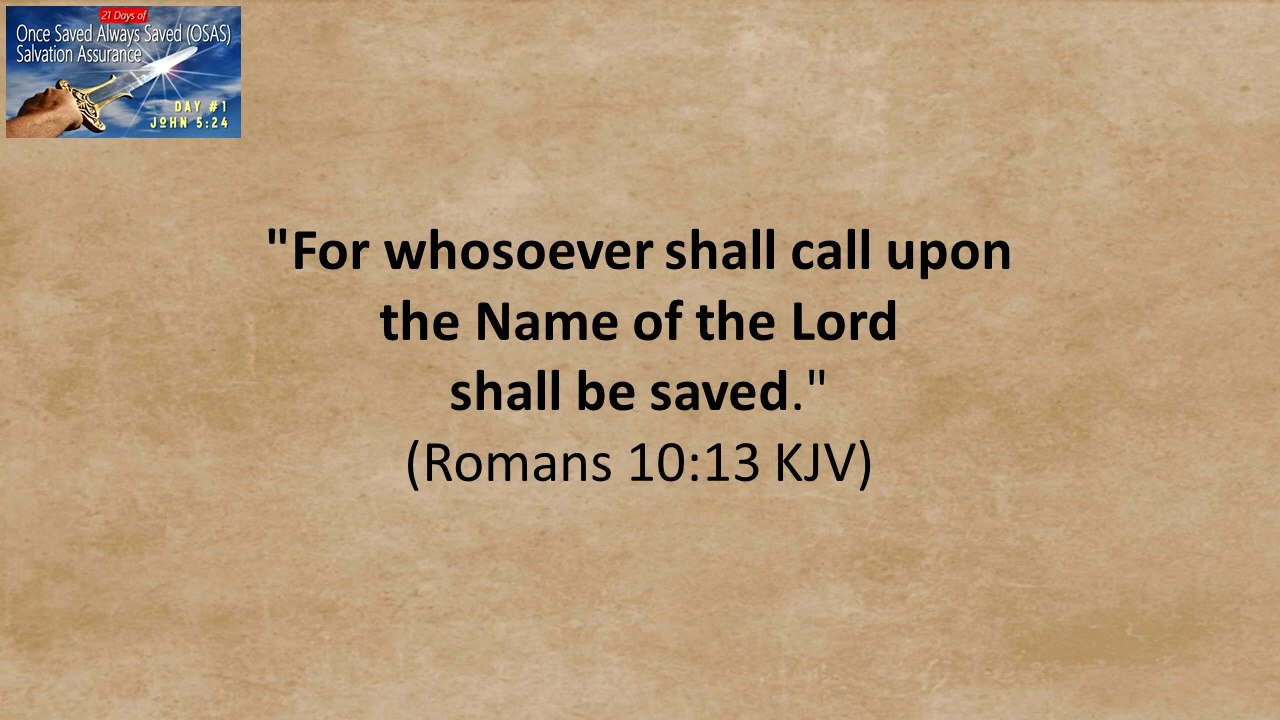 21 Days of
Once Saved Always Saved (OSAS)
Salvation Assurance
DAY #1
JOHN 5:24
"For whosoever shall call upon
the Name of the Lord
shall be saved."
(Romans 10:13 KJV)